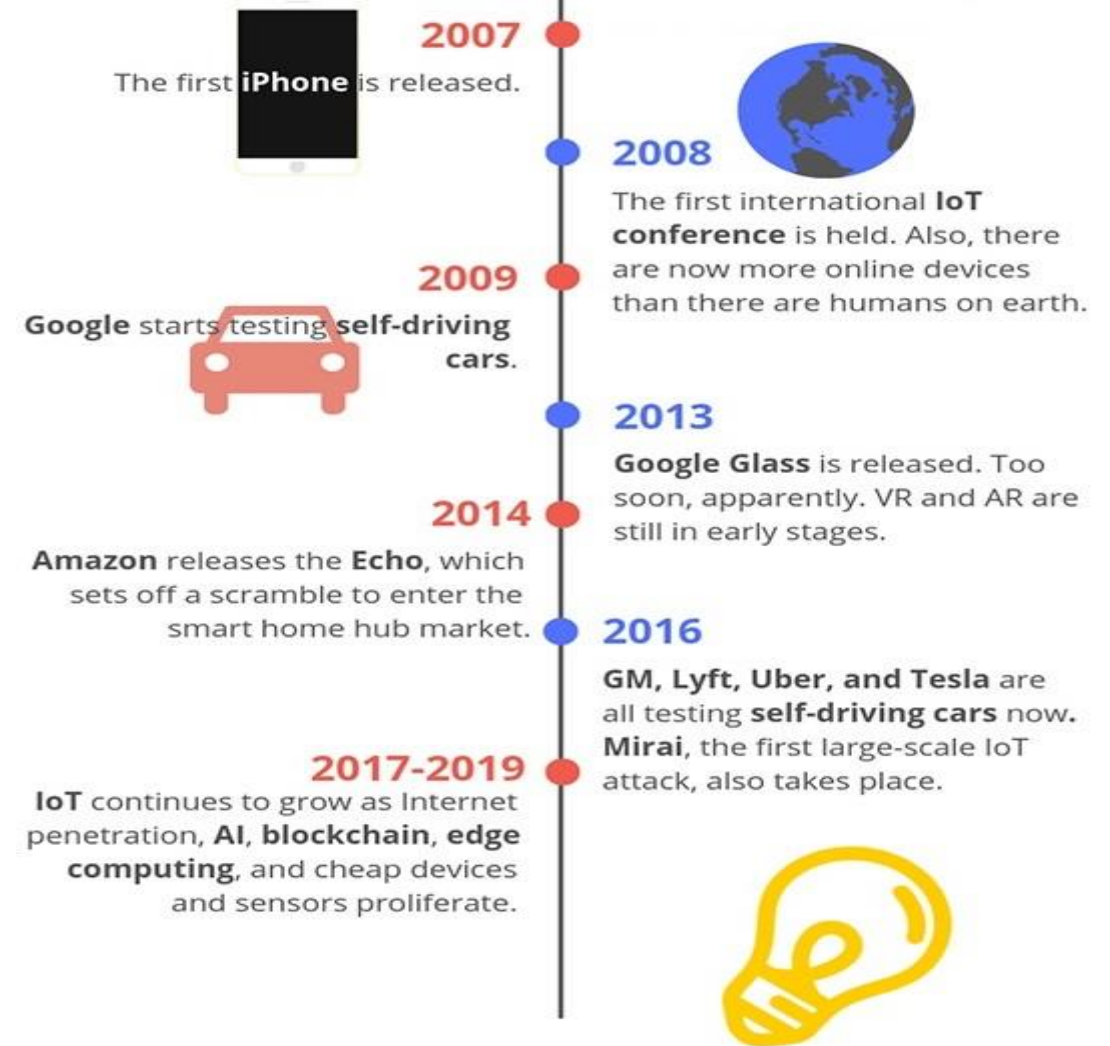 2007
The first iPhone is released.
2008
The first international IoT
conference is held. Also, there
are now more online devices
than there are humans on earth.
2009
Google starts testing self-driving
cars.
2013
Google Glass is released. Too
soon, apparently. VR and AR are
still in early stages.
2014
Amazon releases the Echo, which
sets off a scramble to enter the
smart home hub market.
2016
GM, Lyft, Uber, and Tesla are
all testing self-driving cars now.
Mirai, the first large-scale IoT
attack, also takes place.
2017-2019
IoT continues to grow as Internet
penetration, AI, blockchain, edge
computing, and cheap devices
and sensors proliferate.